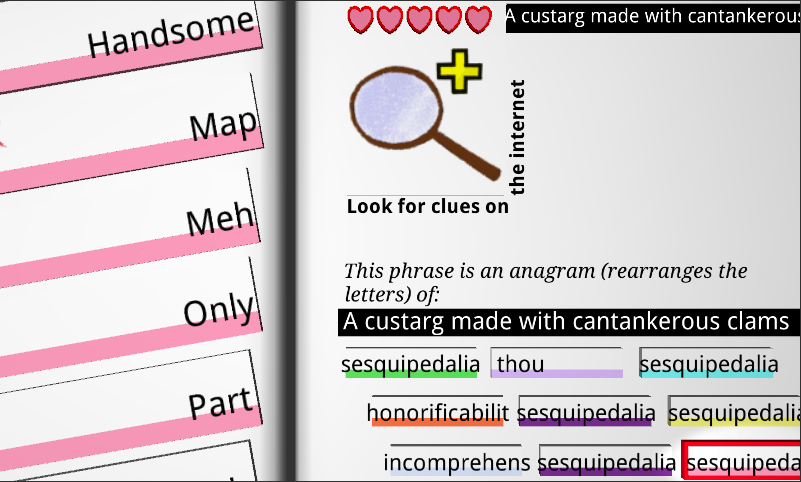 Handsome
Map
Meh
Only
Part
A custarg made with cantankerous
the internet
Look for clues on
This phrase is an anagram (rearranges the
letters) of:
A custarg made with cantankerous clams
sesquipedalia thou sesquipedalia
honorificabilit sesquipedalia sesquipedalia
incomprehens sesquipedalia sesquipeda